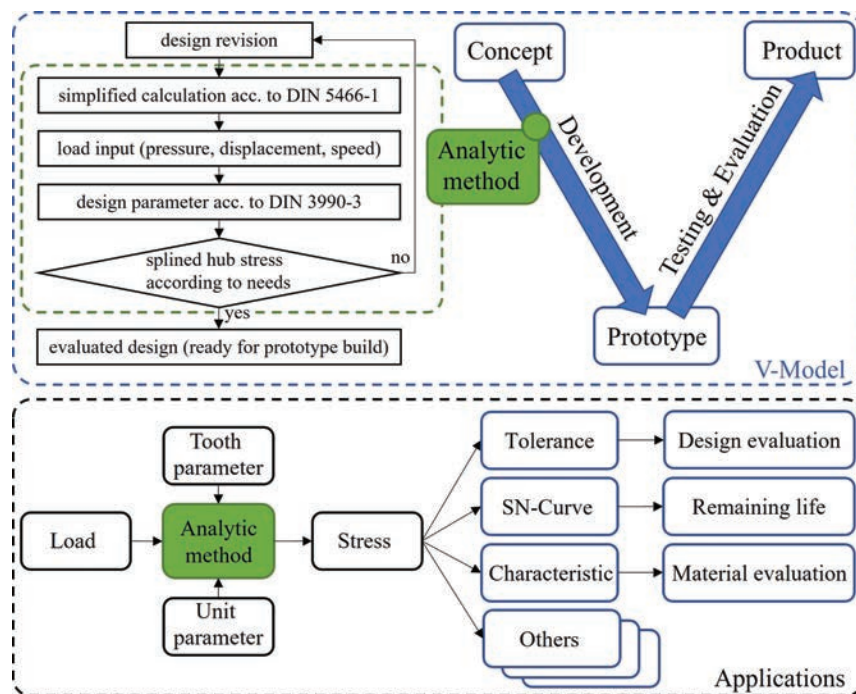 design revision
simplified calculation acc. to DIN 5466-1
load input (pressure, displacement, speed)
design parameter acc. to DIN 3990-3
splined hub stress
according to needs
no
yes
evaluated design (ready for prototype build)
Concept
Product
Analytic
method
Development
Testing & Evaluation
Prototype
V-Model
Tooth
parameter
Load
Analytic
method
Unit
parameter
Stress
Tolerance
Design evaluation
SN-Curve
Remaining life
Characteristic
Material evaluation
Others
Applications